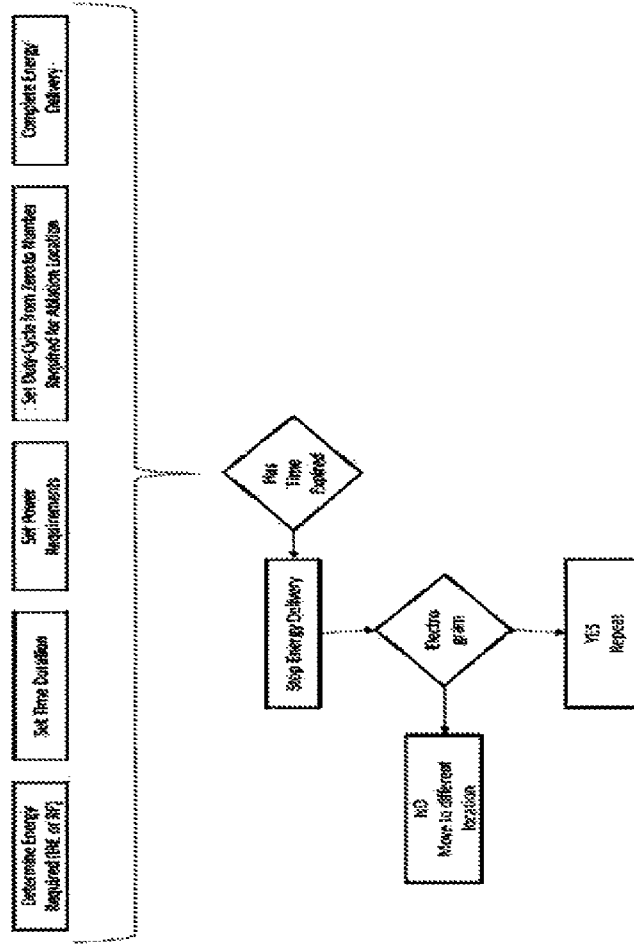 Determine Energy
Required (IRE or RF)
Set Time Duration
Set Power
Requirements
Set Duty-Cycle from Zero to Number
Required for Ablation Location
Complete Energy
Delivery
Has
Time
Expired
Stop Energy Delivery
Electro
gram
NO
Move to different
location
YES
Repeat